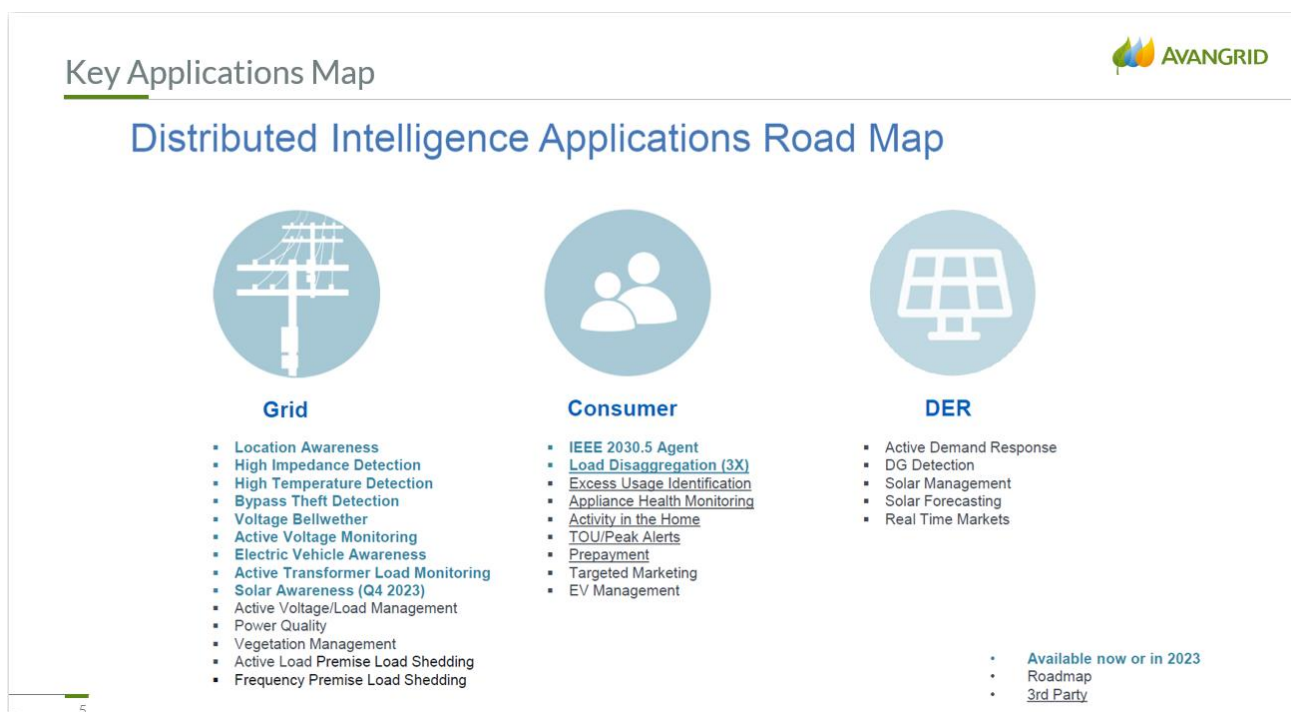 Key Applications Map
AVANGRID
Distributed Intelligence Applications Road Map
Grid
▪ Location Awareness
▪ High Impedance Detection
▪ High Temperature Detection
▪ Bypass Theft Detection
▪ Voltage Bellwether
▪ Active Voltage Monitoring
▪ Electric Vehicle Awareness
▪ Active Transformer Load Monitoring
▪ Solar Awareness (Q4 2023)
▪ Active Voltage/Load Management
▪ Power Quality
▪ Vegetation Management
▪ Active Load Premise Load Shedding
▪ Frequency Premise Load Shedding
Consumer
▪ IEEE 2030.5 Agent
▪ Load Disaggregation (3X)
▪ Excess Usage Identification
▪ Appliance Health Monitoring
▪ Activity in the Home
▪ TOU/Peak Alerts
▪ Prepayment
▪ Targeted Marketing
▪ EV Management
DER
▪ Active Demand Response
▪ DG Detection
▪ Solar Management
▪ Solar Forecasting
▪ Real Time Markets
• Available now or in 2023
• Roadmap
• 3rd Party
5